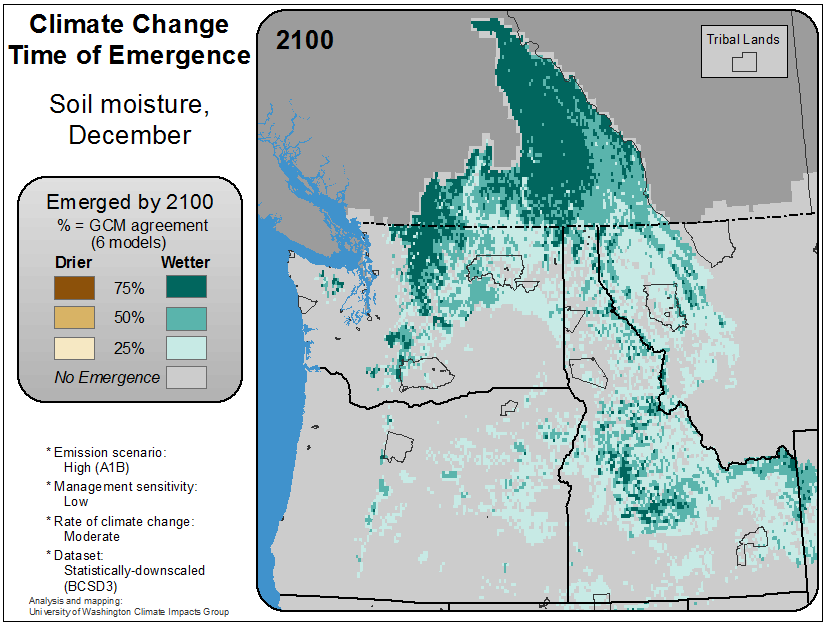 Climate Change
Time of Emergence
Soil moisture,
December
Emerged by 2100
% = GCM agreement
(6 models)
Drier Wetter
75%
50%
25%
No Emergence
* Emission scenario:
High (A1B)
* Management sensitivity:
Low
* Rate of climate change:
Moderate
* Dataset:
Statistically-downscaled
(BCSD3)
Analysis and mapping:
University of Washington Climate Impacts Group
2100
Tribal Lands